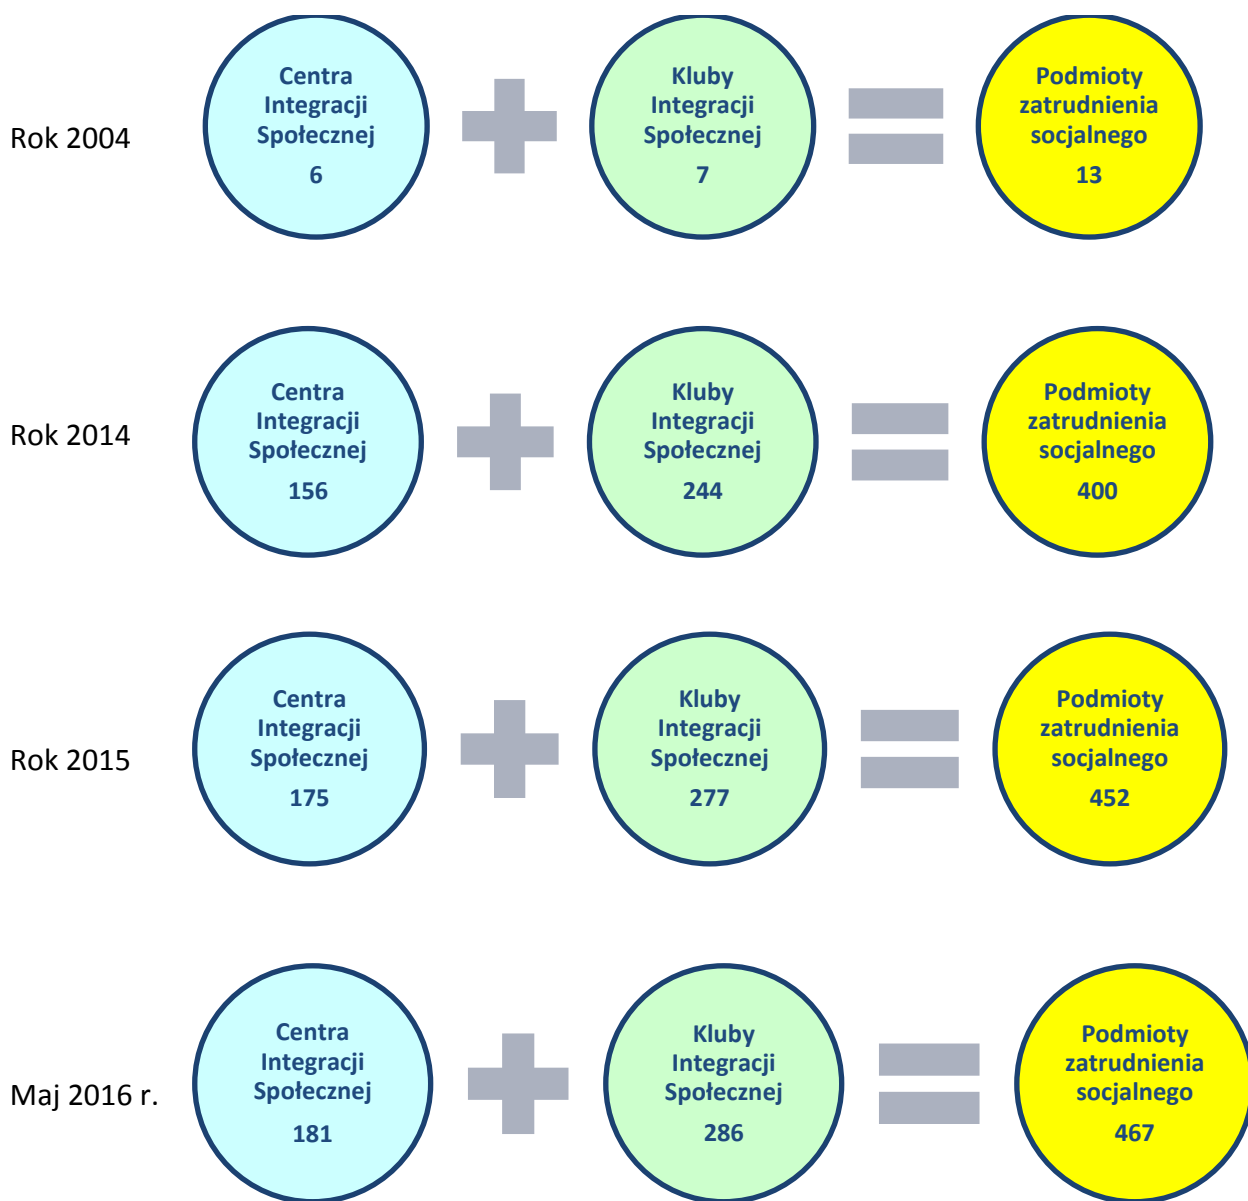 Rok 2004
Centra
Integracji
Społecznej
6
Kluby
Integracji
Społecznej
7
Podmioty
zatrudnienia
socjalnego
13
Rok 2014
Centra
Integracji
Społecznej
156
Kluby
Integracji
Społecznej
244
Podmioty
zatrudnienia
socjalnego
400
Rok 2015
Centra
Integracji
Społecznej
175
Kluby
Integracji
Społecznej
277
Podmioty
zatrudnienia
socjalnego
452
Maj 2016 r.
Centra
Integracji
Społecznej
181
Kluby
Integracji
Społecznej
286
Podmioty
zatrudnienia
socjalnego
467